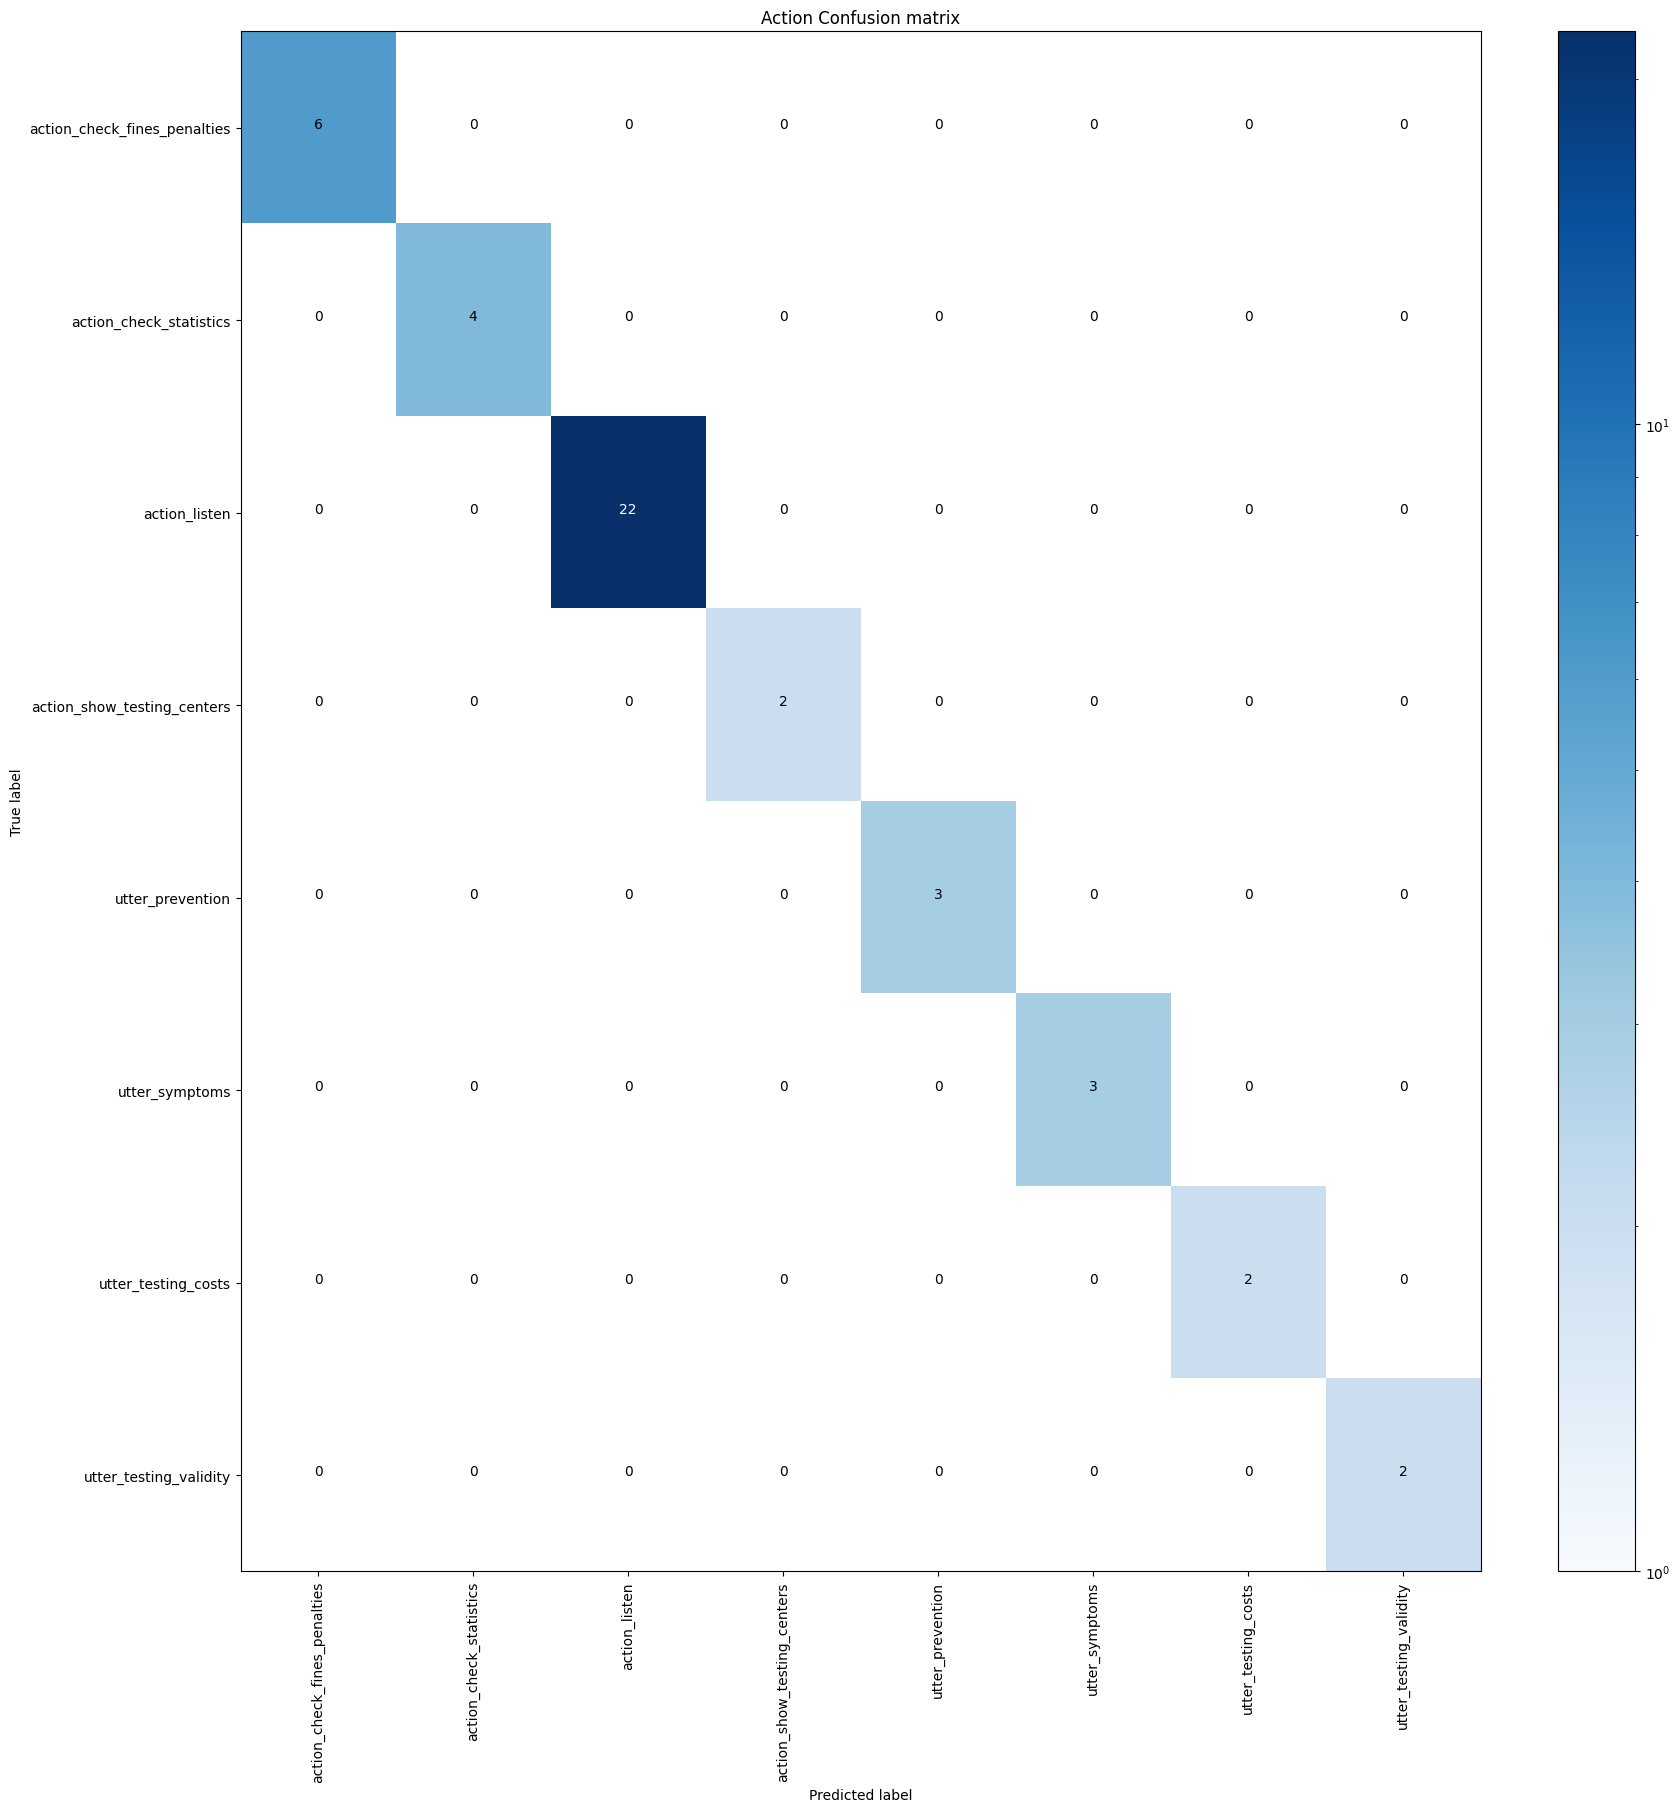 Action Confusion matrix
action_check_fines_penalties 6 0 0 0 0 0 0 0
action_check_statistics 0 4 0 0 0 0 0 0
action_listen 0 0 22 0 0 0 0 0
action_show_testing_centers 0 0 0 2 0 0 0 0
utter_prevention 0 0 0 0 3 0 0 0
utter_symptoms 0 0 0 0 0 3 0 0
utter_testing_costs 0 0 0 0 0 0 2 0
utter_testing_validity 0 0 0 0 0 0 0 2
True label
action_check_fines_penalties
action_check_statistics
action_listen
action_show_testing_centers
utter_prevention
utter_symptoms
utter_testing_costs
utter_testing_validity
Predicted label
10¹
10⁰